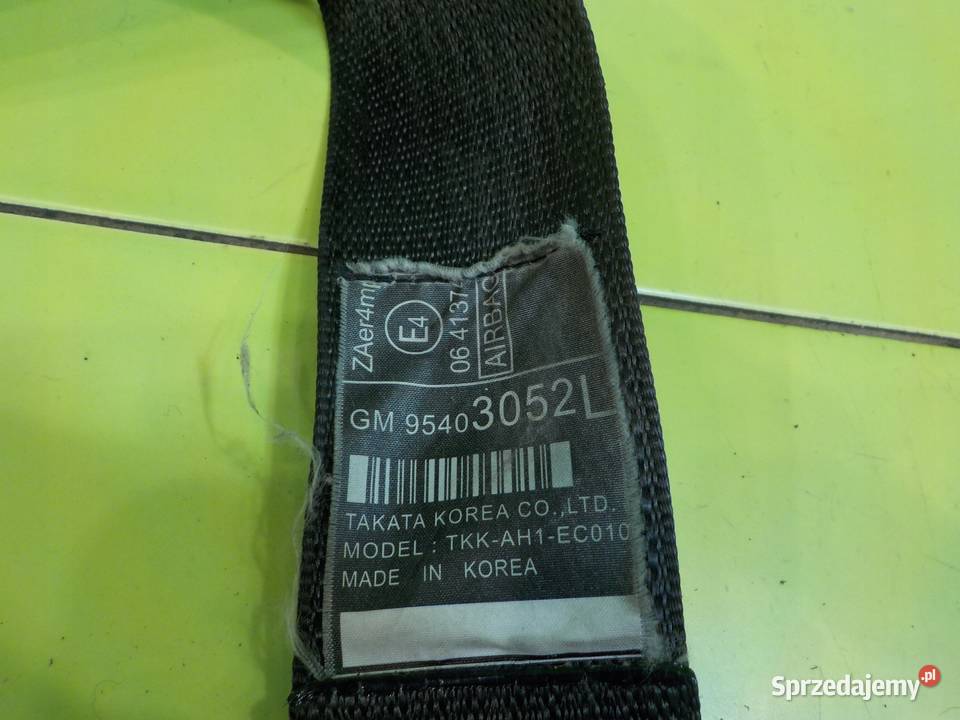 ZAer4mp
E4
06 4137
AIRBAG
GM 95403052L
TAKATA KOREA CO.,LTD.
MODEL : TKK-AH1-EC010
MADE IN KOREA
Sprzedajemy.pl